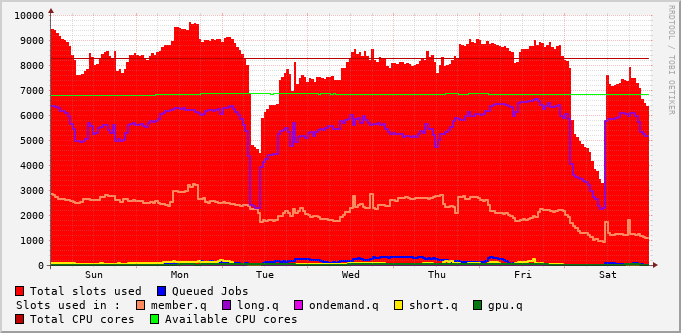 10000
9000
8000
7000
6000
5000
4000
3000
2000
1000
0
Sun Mon Tue Wed Thu Fri Sat
RRDTOOL / TOBI OETIKER
Total slots used Queued Jobs
Slots used in : member.q long.q ondemand.q short.q gpu.q
Total CPU cores Available CPU cores